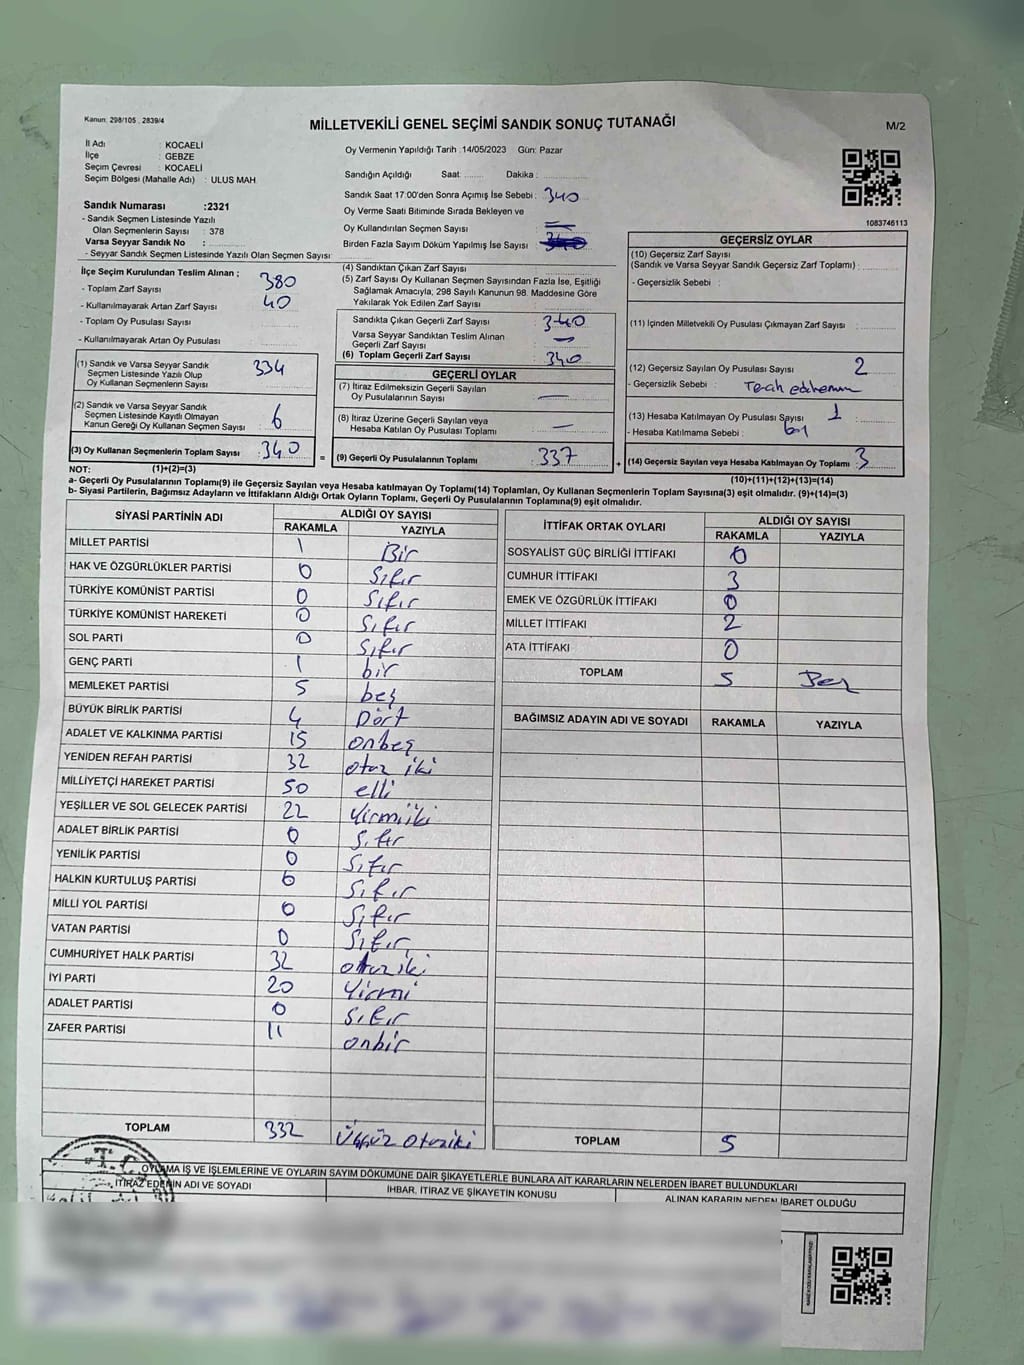 Kanun: 298/105 , 2839/4
MİLLETVEKİLİ GENEL SEÇİMİ SANDIK SONUÇ TUTANAĞI
M/2
İl Adı : KOCAELİ
İlçe : GEBZE
Seçim Çevresi : KOCAELİ
Seçim Bölgesi (Mahalle Adı) : ULUS MAH
Oy Vermenin Yapıldığı Tarih :14/05/2023 Gün: Pazar
Sandığın Açıldığı Saat: Dakika :
Sandık Saat 17:00'den Sonra Açımış İse Sebebi : 340
Oy Verme Saati Bitiminde Sırada Bekleyen ve
Oy Kullandırılan Seçmen Sayısı
Birden Fazla Sayım Döküm Yapılmış İse Sayısı
Sandık Numarası :2321
- Sandık Seçmen Listesinde Yazılı
Olan Seçmenlerin Sayısı : 378
Varsa Seyyar Sandık No :
- Seyyar Sandık Seçmen Listesinde Yazılı Olan Seçmen Sayısı:
1083746113
İlçe Seçim Kurulundan Teslim Alınan ;
- Toplam Zarf Sayısı 380
- Kullanılmayarak Artan Zarf Sayısı : 40
- Toplam Oy Pusulası Sayısı :
- Kullanılmayarak Artan Oy Pusulası
(1) Sandık ve Varsa Seyyar Sandık
Seçmen Listesinde Yazılı Olup
Oy Kullanan Seçmenlerin Sayısı : 334
(2) Sandık ve Varsa Seyyar Sandık
Seçmen Listesinde Kayıtlı Olmayan
Kanun Gereği Oy Kullanan Seçmen Sayısı : 6
(3) Oy Kullanan Seçmenlerin Toplam Sayısı : 340
(4) Sandıktan Çıkan Zarf Sayısı
(5) Zarf Sayısı Oy Kullanan Seçmen Sayısından Fazla İse, Eşitliği
Sağlamak Amacıyla; 298 Sayılı Kanunun 98. Maddesine Göre
Yakılarak Yok Edilen Zarf Sayısı
Sandıkta Çıkan Geçerli Zarf Sayısı 340
Varsa Seyyar Sandıktan Teslim Alınan
Geçerli Zarf Sayısı —
(6) Toplam Geçerli Zarf Sayısı 340
GEÇERLİ OYLAR
(7) İtiraz Edilmeksizin Geçerli Sayılan
Oy Pusulalarının Sayısı : —
(8) İtiraz Üzerine Geçerli Sayılan veya
Hesaba Katılan Oy Pusulası Toplamı : —
= (9) Geçerli Oy Pusulalarının Toplamı : 337
GEÇERSİZ OYLAR
(10) Geçersiz Zarf Sayısı
(Sandık ve Varsa Seyyar Sandık Geçersiz Zarf Toplamı) :
- Geçersizlik Sebebi :
(11) İçinden Milletvekili Oy Pusulası Çıkmayan Zarf Sayısı :
(12) Geçersiz Sayılan Oy Pusulası Sayısı : 2
- Geçersizlik Sebebi :
(13) Hesaba Katılmayan Oy Pusulası Sayısı : 1
- Hesaba Katılmama Sebebi :
+ (14) Geçersiz Sayılan veya Hesaba Katılmayan Oy Toplamı : 3
NOT: (1)+(2)=(3)
(10)+(11)+(12)+(13)=(14)
a- Geçerli Oy Pusulalarının Toplamı(9) ile Geçersiz Sayılan veya Hesaba Katılmayan Oy Toplamı(14) Toplamları, Oy Kullanan Seçmenlerin Toplam Sayısına(3) eşit olmalıdır. (9)+(14)=(3)
b- Siyasi Partilerin, Bağımsız Adayların ve İttifakların Aldığı Ortak Oyların Toplamı, Geçerli Oy Pusulalarının Toplamına(9) eşit olmalıdır.
SİYASİ PARTİNİN ADI ALDIĞI OY SAYISI
RAKAMLA YAZIYLA
MİLLET PARTİSİ 1 Bir
HAK VE ÖZGÜRLÜKLER PARTİSİ 0 Sıfır
TÜRKİYE KOMÜNİST PARTİSİ 0 Sıfır
TÜRKİYE KOMÜNİST HAREKETİ 0 Sıfır
SOL PARTİ 0 Sıfır
GENÇ PARTİ 1 bir
MEMLEKET PARTİSİ 5 beş
BÜYÜK BİRLİK PARTİSİ 4 Dört
ADALET VE KALKINMA PARTİSİ 15 onbeş
YENİDEN REFAH PARTİSİ 32 otuz iki
MİLLİYETÇİ HAREKET PARTİSİ 50 elli
YEŞİLLER VE SOL GELECEK PARTİSİ 22 Yirmiiki
ADALET BİRLİK PARTİSİ 0 Sıfır
YENİLİK PARTİSİ 0 Sıfır
HALKIN KURTULUŞ PARTİSİ 0 Sıfır
MİLLİ YOL PARTİSİ 0 Sıfır
VATAN PARTİSİ 0 Sıfır
CUMHURİYET HALK PARTİSİ 32 otuziki
İYİ PARTİ 20 Yirmi
ADALET PARTİSİ 0 Sıfır
ZAFER PARTİSİ 11 onbir
TOPLAM 332 Üçyüz otuziki
İTTİFAK ORTAK OYLARI ALDIĞI OY SAYISI
RAKAMLA YAZIYLA
SOSYALİST GÜÇ BİRLİĞİ İTTİFAKI 0
CUMHUR İTTİFAKI 3
EMEK VE ÖZGÜRLÜK İTTİFAKI 0
MİLLET İTTİFAKI 2
ATA İTTİFAKI 0
TOPLAM 5 Beş
BAĞIMSIZ ADAYIN ADI VE SOYADI RAKAMLA YAZIYLA
TOPLAM 5
OYLAMA İŞ VE İŞLEMLERİNE VE OYLARIN SAYIM DÖKÜMÜNE DAİR ŞİKAYETLERLE BUNLARA AİT KARARLARIN NELERDEN İBARET BULUNDUKLARI
İTİRAZ EDENİN ADI VE SOYADI İHBAR, İTİRAZ VE ŞİKAYETİN KONUSU ALINAN KARARIN NEDEN İBARET OLDUĞU
T.C.